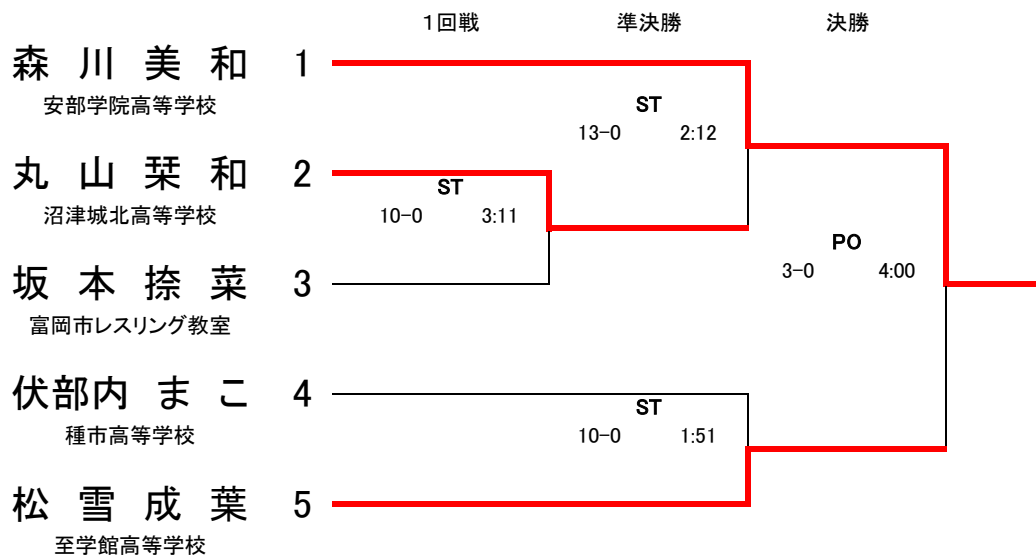 1回戦 準決勝 決勝
森 川 美 和 1
安部学院高等学校
ST
13-0 2:12
丸 山 栞 和 2
沼津城北高等学校
ST
10-0 3:11
PO
3-0 4:00
坂 本 捺 菜 3
富岡市レスリング教室
伏部内 ま こ 4
種市高等学校
ST
10-0 1:51
松 雪 成 葉 5
至学館高等学校